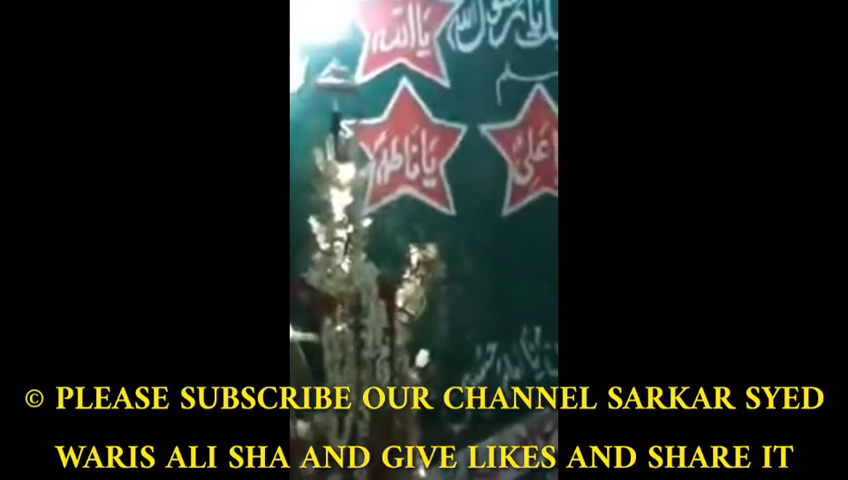 یا اللہ
یا رسول اللہ
یا فاطمہ
یا علی
© PLEASE SUBSCRIBE OUR CHANNEL SARKAR SYED
WARIS ALI SHA AND GIVE LIKES AND SHARE IT